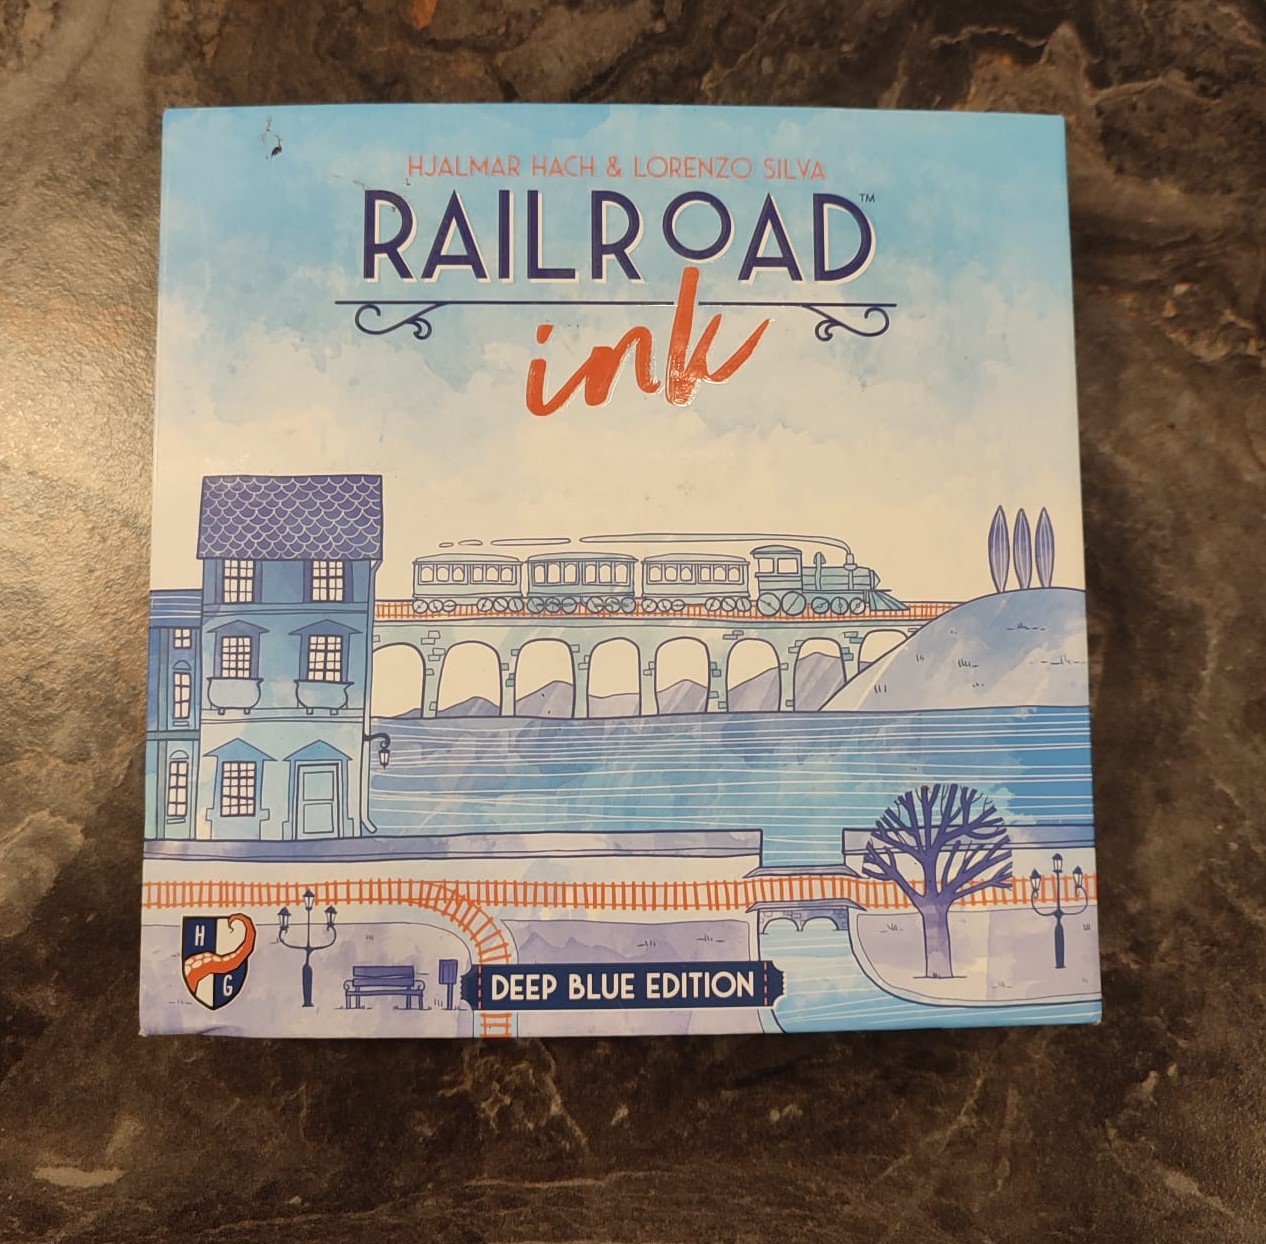 HJALMAR HACH & LORENZO SILVA
RAILROAD™
ink
H
G
DEEP BLUE EDITION